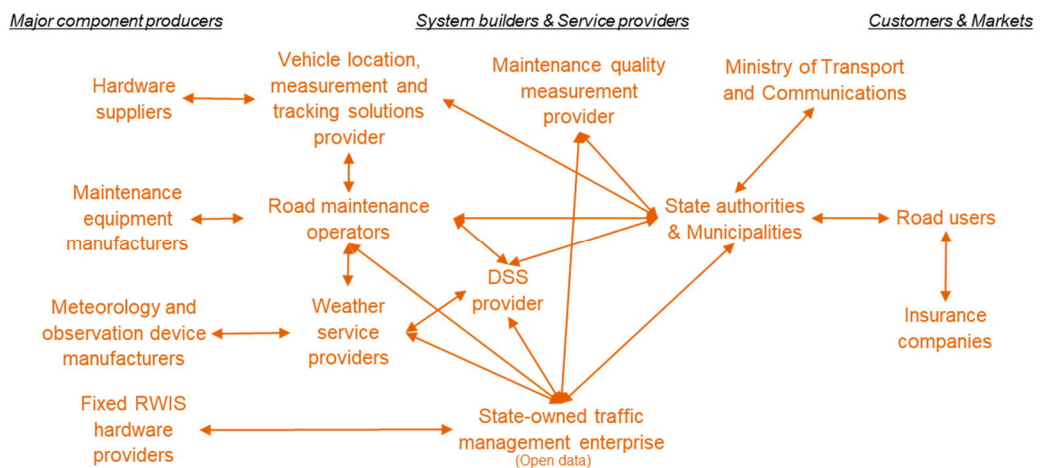 Major component producers
System builders & Service providers
Customers & Markets
Hardware
suppliers
Vehicle location,
measurement and
tracking solutions
provider
Maintenance quality
measurement
provider
Ministry of Transport
and Communications
Maintenance
equipment
manufacturers
Road maintenance
operators
State authorities
& Municipalities
Road users
DSS
provider
Meteorology and
observation device
manufacturers
Weather
service
providers
Insurance
companies
Fixed RWIS
hardware
providers
State-owned traffic
management enterprise
(Open data)